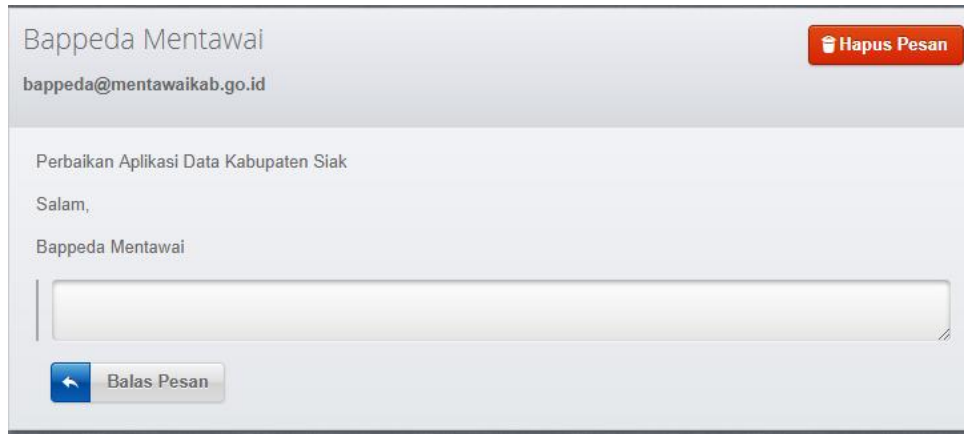 Bappeda Mentawai
Hapus Pesan
bappeda@mentawaikab.go.id
Perbaikan Aplikasi Data Kabupaten Siak
Salam,
Bappeda Mentawai
Balas Pesan